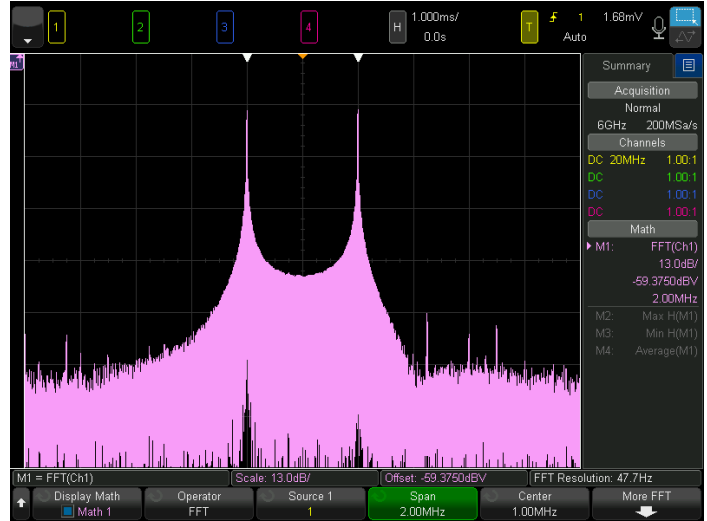 1 2 3 4 H 1.000ms/ 0.0s T 1 Auto 1.68mV
M1
Summary
Acquisition
Normal
6GHz 200MSa/s
Channels
DC 20MHz 1.00:1
DC 1.00:1
DC 1.00:1
DC 1.00:1
Math
M1: FFT(Ch1)
13.0dB/
-59.3750dBV
2.00MHz
M2: Max H(M1)
M3: Min H(M1)
M4: Average(M1)
M1 = FFT(Ch1) Scale: 13.0dB/ Offset: -59.3750dBV FFT Resolution: 47.7Hz
Display Math Operator Source 1 Span Center More FFT
Math 1 FFT 1 2.00MHz 1.00MHz